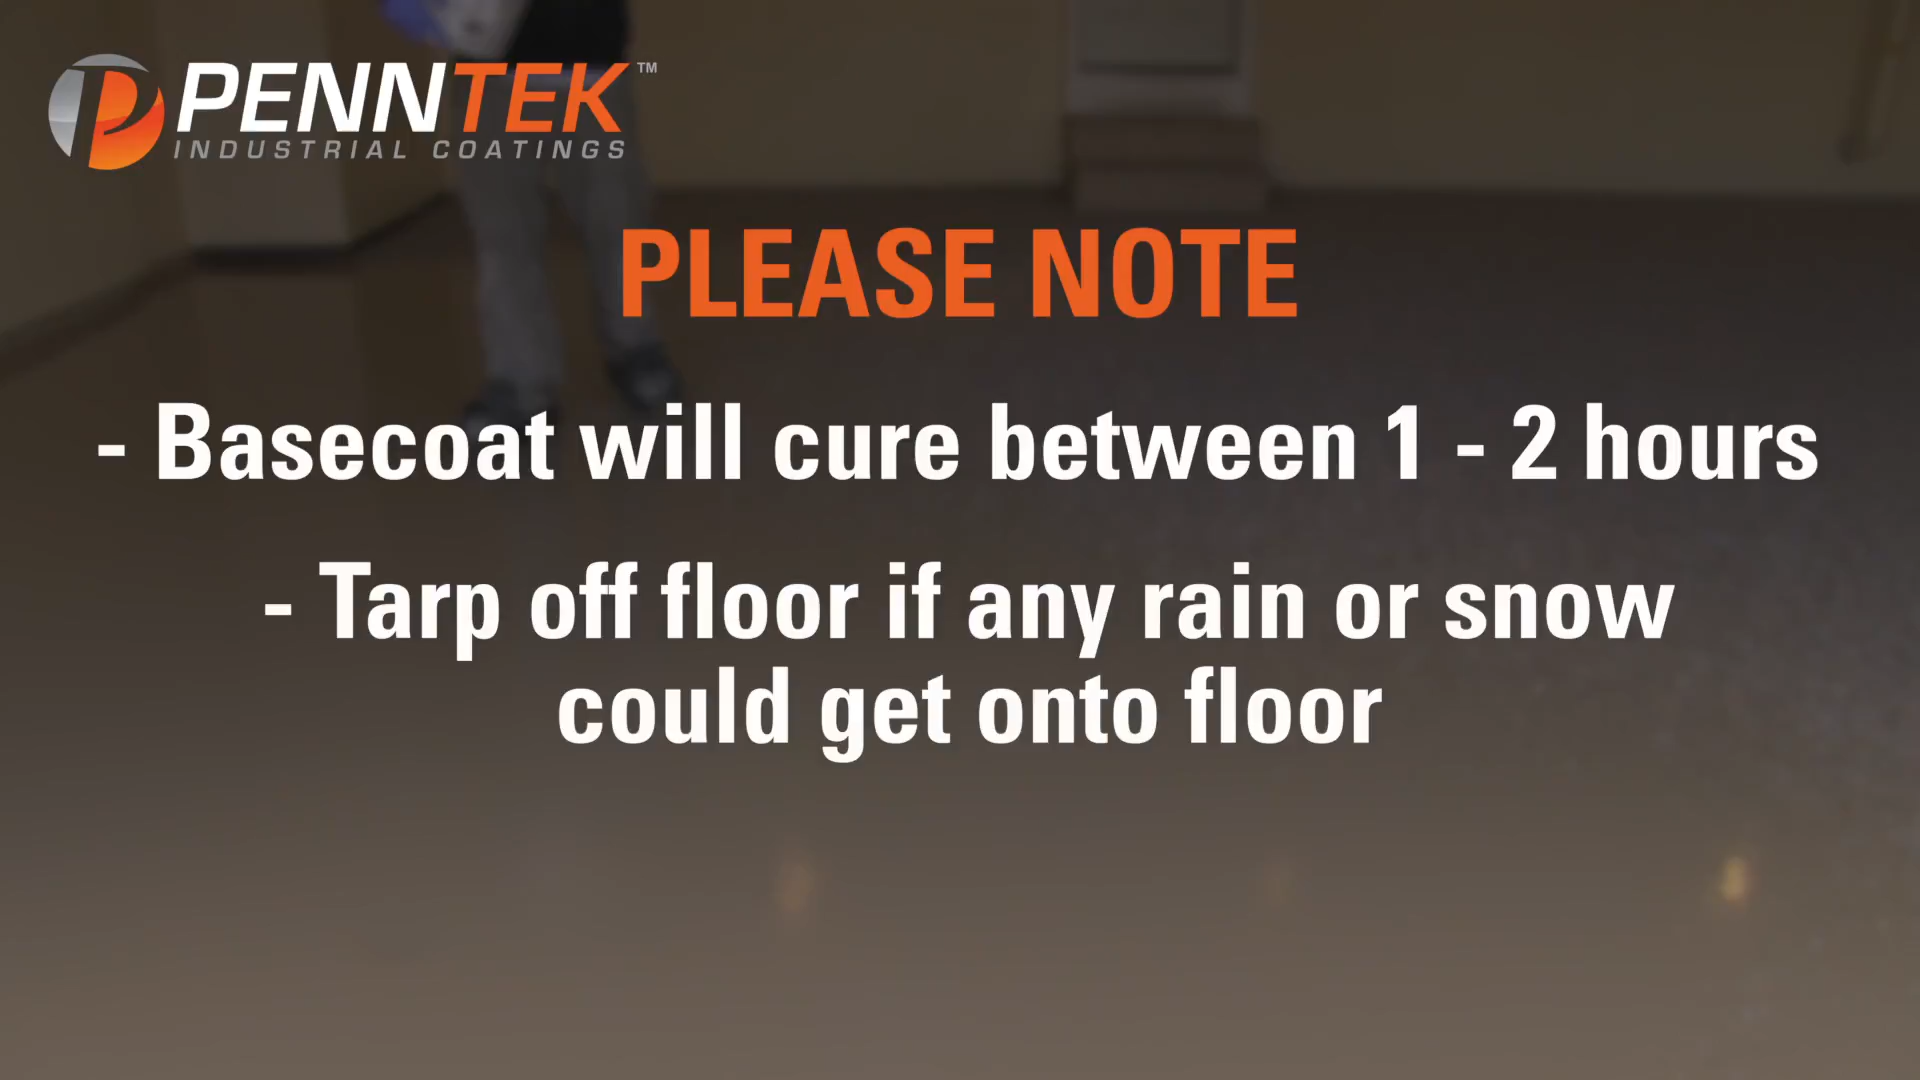 PENNTEK™
INDUSTRIAL COATINGS
PLEASE NOTE
- Basecoat will cure between 1 - 2 hours
- Tarp off floor if any rain or snow
could get onto floor